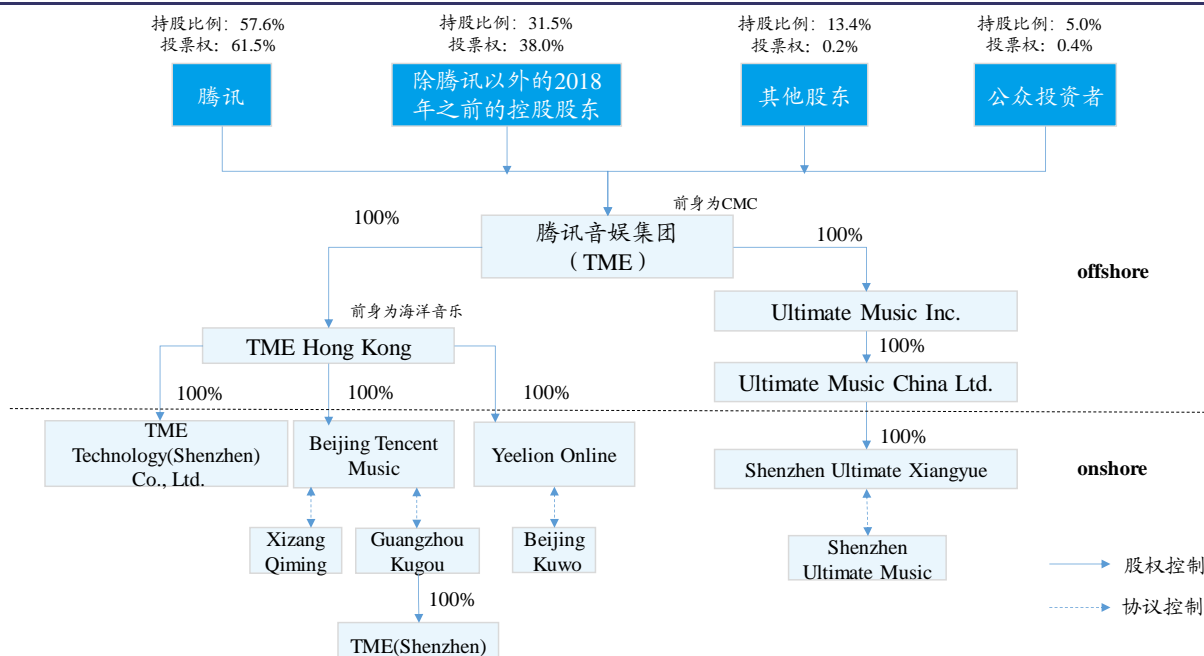 持股比例：57.6%
投票权：61.5%
持股比例：31.5%
投票权：38.0%
持股比例：13.4%
投票权：0.2%
持股比例：5.0%
投票权：0.4%
腾讯
除腾讯以外的2018
年之前的控股股东
其他股东
公众投资者
前身为CMC
100%
腾讯音娱集团
（TME）
100%
offshore
前身为海洋音乐
Ultimate Music Inc.
TME Hong Kong
100%
Ultimate Music China Ltd.
100%
100%
100%
TME
Technology(Shenzhen)
Co., Ltd.
Beijing Tencent
Music
Yeelion Online
100%
Shenzhen Ultimate Xiangyue
onshore
Xizang
Qiming
Guangzhou
Kugou
Beijing
Kuwo
Shenzhen
Ultimate Music
股权控制
100%
协议控制
TME(Shenzhen)